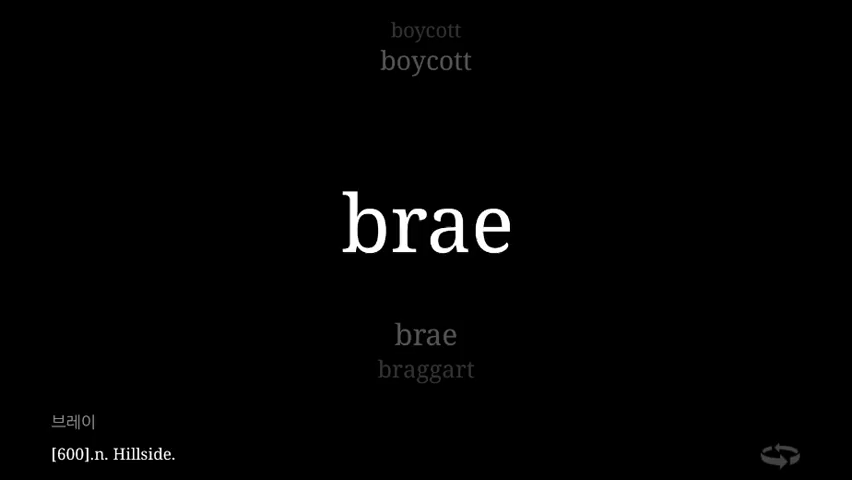 boycott
boycott
brae
brae
braggart
브레이
[600].n. Hillside.